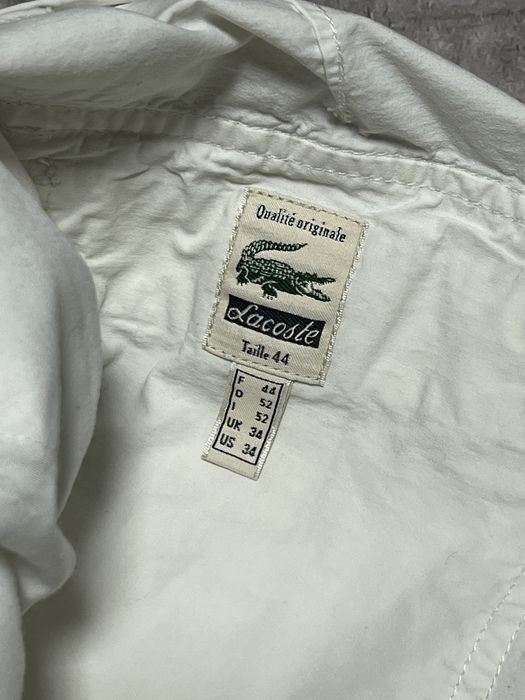 Qualité originale
Lacoste
Taille 44
F 44
D 52
I 52
UK 34
US 34